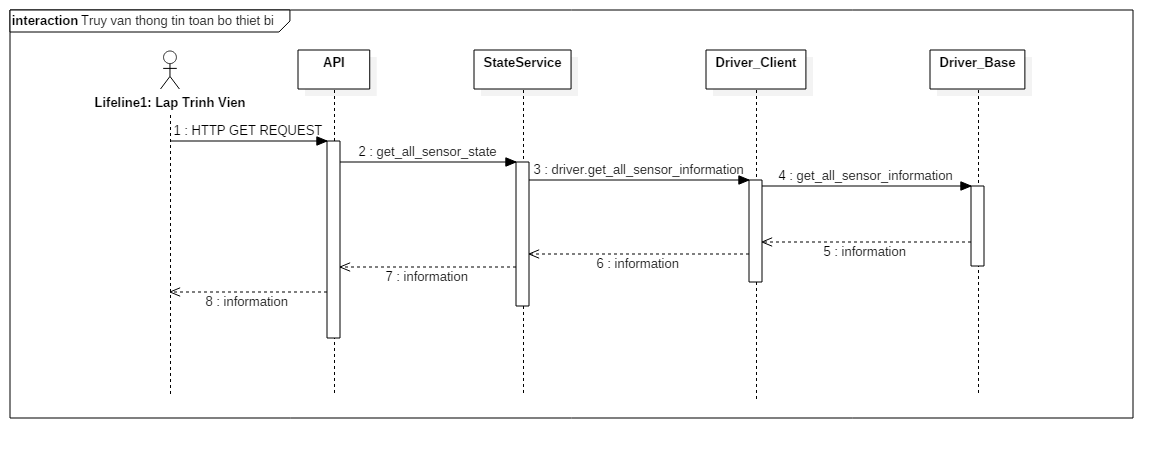 interaction Truy van thong tin toan bo thiet bi
API
StateService
Driver_Client
Driver_Base
Lifeline1: Lap Trinh Vien
1 : HTTP GET REQUEST
2 : get_all_sensor_state
3 : driver.get_all_sensor_information
4 : get_all_sensor_information
5 : information
6 : information
7 : information
8 : information